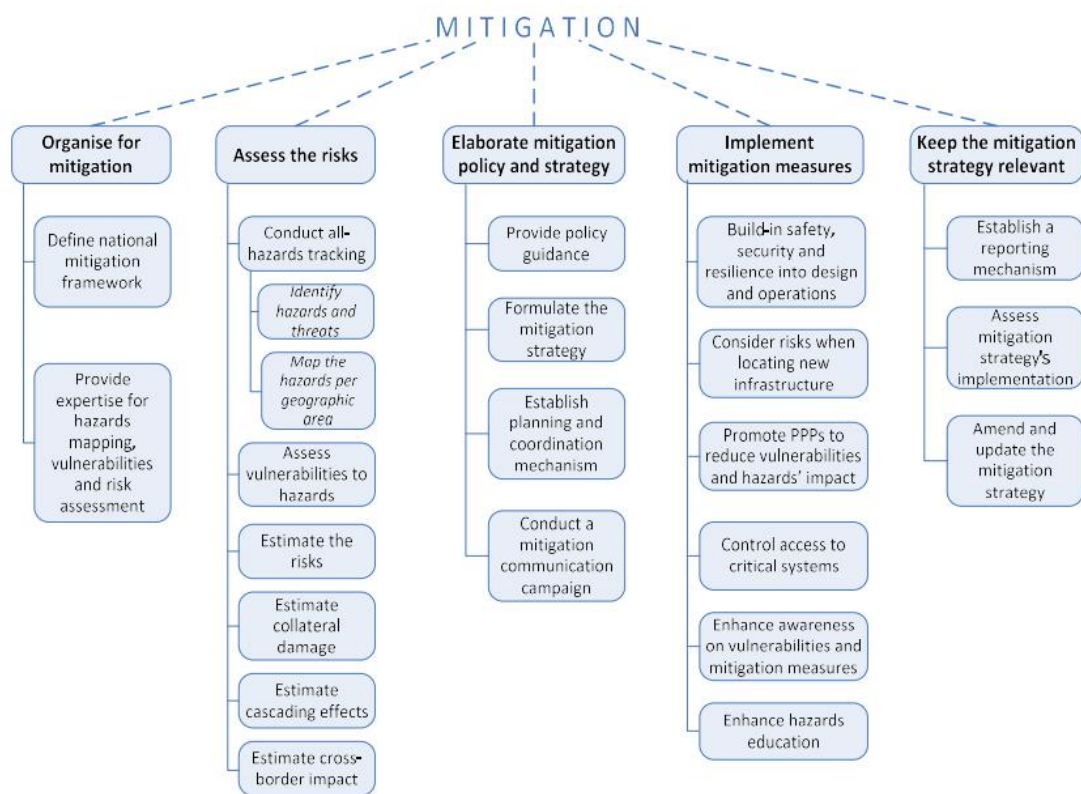 MITIGATION
Organise for
mitigation
Define national
mitigation
framework
Provide
expertise for
hazards
mapping,
vulnerabilities
and risk
assessment
Assess the risks
Conduct all-
hazards tracking
Identify
hazards and
threats
Map the
hazards per
geographic
area
Assess
vulnerabilities to
hazards
Estimate the
risks
Estimate
collateral
damage
Estimate
cascading effects
Estimate cross-
border impact
Elaborate mitigation
policy and strategy
Provide policy
guidance
Formulate the
mitigation
strategy
Establish
planning and
coordination
mechanism
Conduct a
mitigation
communication
campaign
Implement
mitigation measures
Build-in safety,
security and
resilience into design
and operations
Consider risks when
locating new
infrastructure
Promote PPPs to
reduce vulnerabilities
and hazards’ impact
Control access to
critical systems
Enhance awareness
on vulnerabilities and
mitigation measures
Enhance hazards
education
Keep the mitigation
strategy relevant
Establish a
reporting
mechanism
Assess
mitigation
strategy's
implementation
Amend and
update the
mitigation
strategy